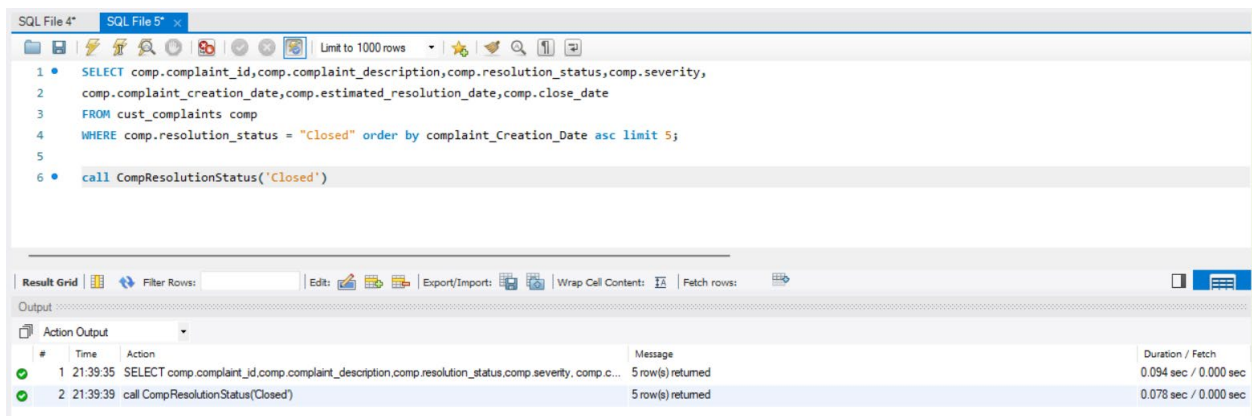 SQL File 4* SQL File 5* ×
Limit to 1000 rows
1 SELECT comp.complaint_id,comp.complaint_description,comp.resolution_status,comp.severity,
2 comp.complaint_creation_date,comp.estimated_resolution_date,comp.close_date
3 FROM cust_complaints comp
4 WHERE comp.resolution_status = "Closed" order by complaint_Creation_Date asc limit 5;
5
6 call CompResolutionStatus('Closed')
Result Grid Filter Rows: Edit: Export/Import: Wrap Cell Content: Fetch rows:
Output
Action Output
# Time Action Message Duration / Fetch
1 21:39:35 SELECT comp.complaint_id,comp.complaint_description,comp.resolution_status,comp.severity, comp.c... 5 row(s) returned 0.094 sec / 0.000 sec
2 21:39:39 call CompResolutionStatus('Closed') 5 row(s) returned 0.078 sec / 0.000 sec